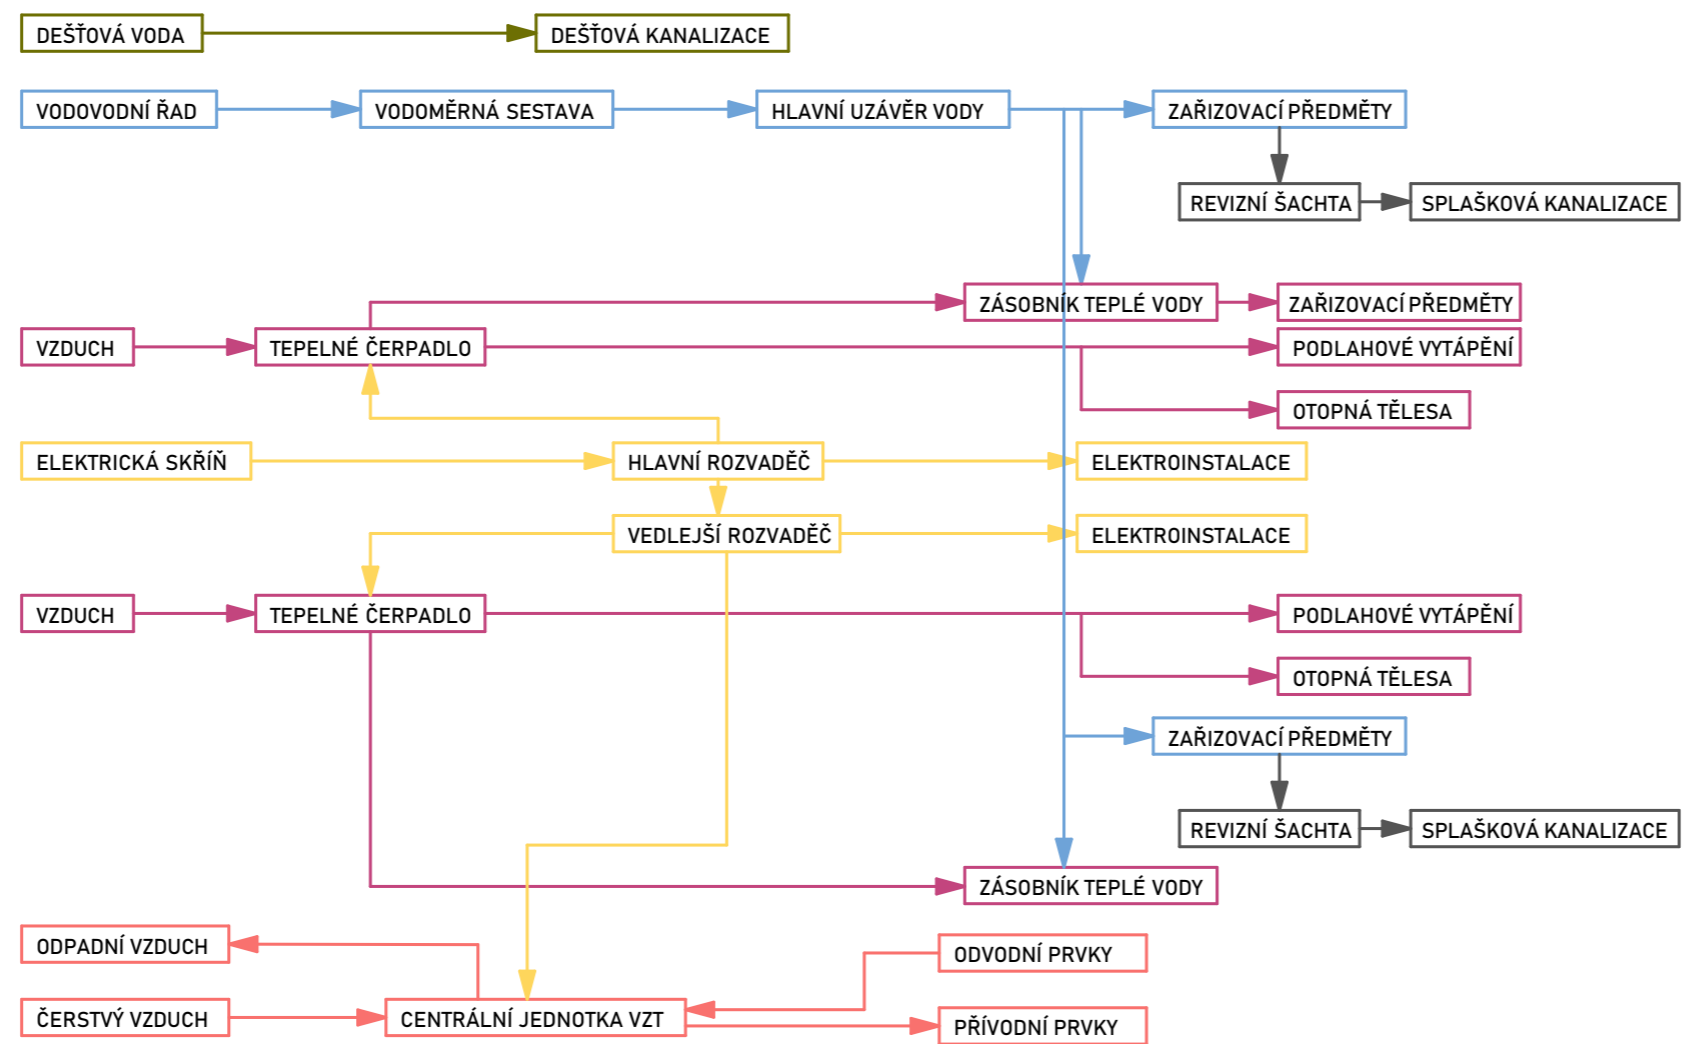 DEŠŤOVÁ VODA
DEŠŤOVÁ KANALIZACE
VODOVODNÍ ŘAD
VODOMĚRNÁ SESTAVA
HLAVNÍ UZÁVĚR VODY
ZAŘIZOVACÍ PŘEDMĚTY
REVIZNÍ ŠACHTA
SPLAŠKOVÁ KANALIZACE
ZÁSOBNÍK TEPLÉ VODY
ZAŘIZOVACÍ PŘEDMĚTY
VZDUCH
TEPELNÉ ČERPADLO
PODLAHOVÉ VYTÁPĚNÍ
OTOPNÁ TĚLESA
ELEKTRICKÁ SKŘÍŇ
HLAVNÍ ROZVADĚČ
ELEKTROINSTALACE
VEDLEJŠÍ ROZVADĚČ
ELEKTROINSTALACE
VZDUCH
TEPELNÉ ČERPADLO
PODLAHOVÉ VYTÁPĚNÍ
OTOPNÁ TĚLESA
ZAŘIZOVACÍ PŘEDMĚTY
REVIZNÍ ŠACHTA
SPLAŠKOVÁ KANALIZACE
ZÁSOBNÍK TEPLÉ VODY
ODPADNÍ VZDUCH
ODVODNÍ PRVKY
ČERSTVÝ VZDUCH
CENTRÁLNÍ JEDNOTKA VZT
PŘÍVODNÍ PRVKY